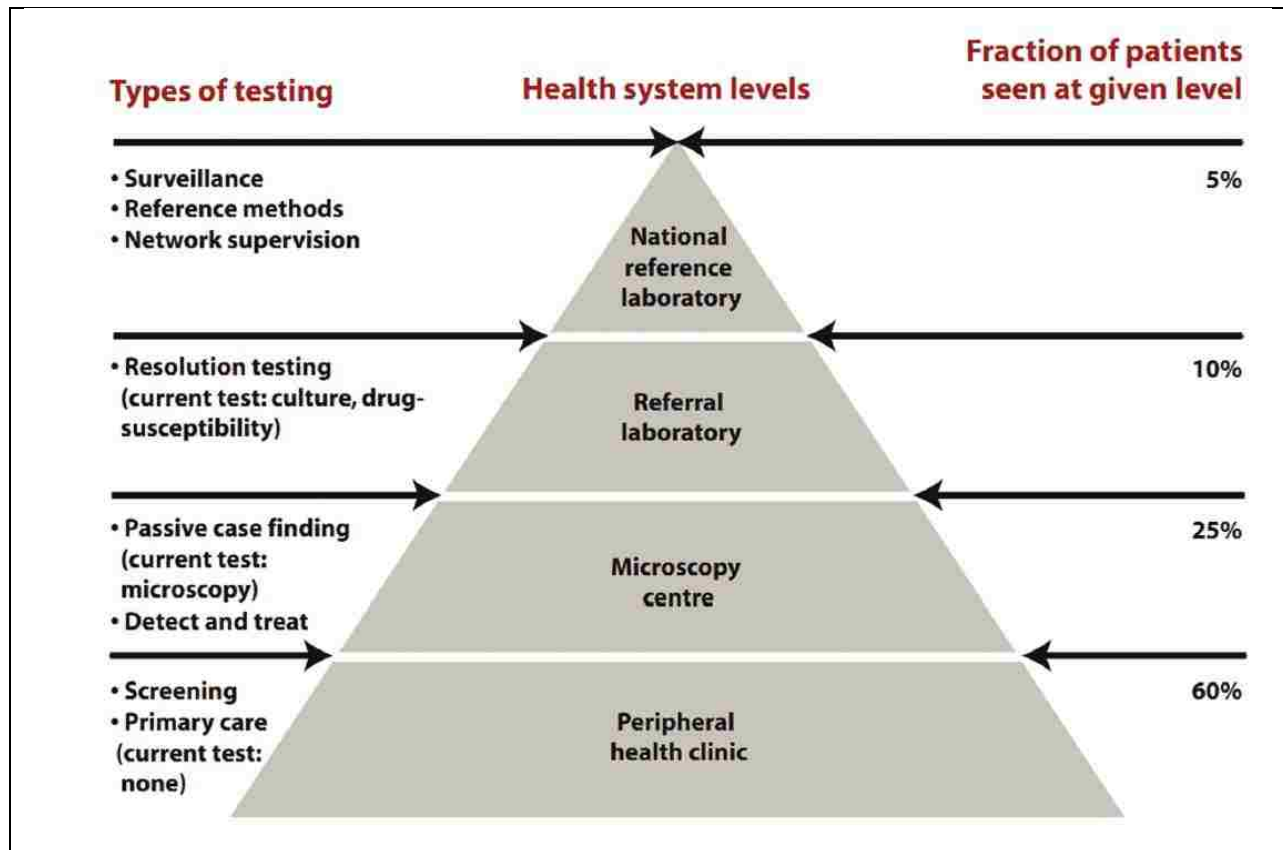 Types of testing
Health system levels
Fraction of patients
seen at given level
• Surveillance
• Reference methods
• Network supervision
National
reference
laboratory
5%
• Resolution testing
(current test: culture, drug-
susceptibility)
Referral
laboratory
10%
• Passive case finding
(current test:
microscopy)
• Detect and treat
Microscopy
centre
25%
• Screening
• Primary care
(current test:
none)
Peripheral
health clinic
60%